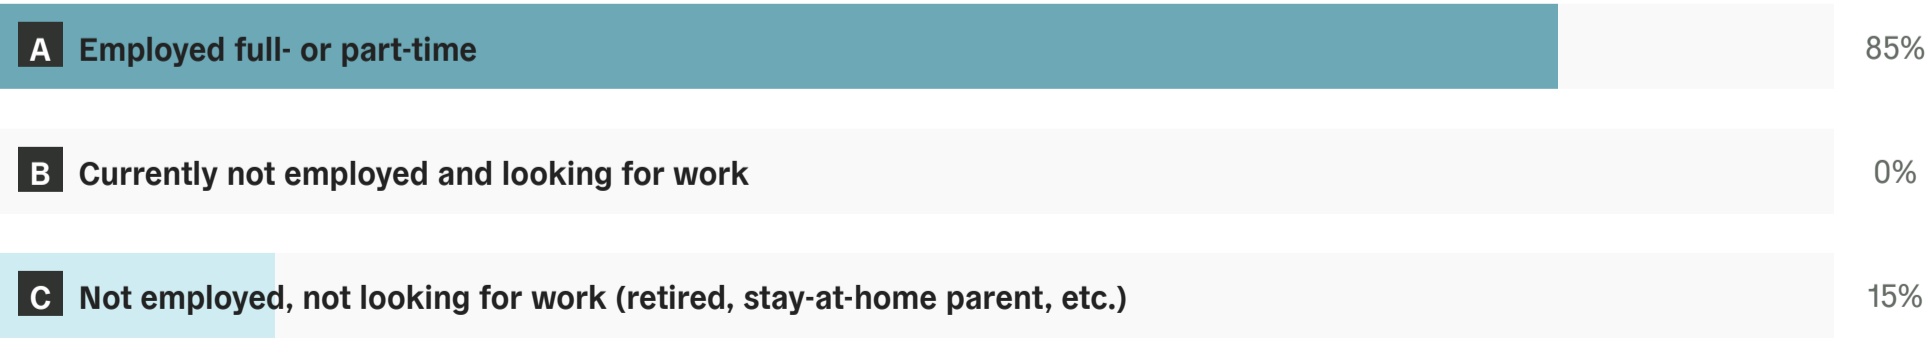 A Employed full- or part-time 85%
B Currently not employed and looking for work 0%
C Not employed, not looking for work (retired, stay-at-home parent, etc.) 15%